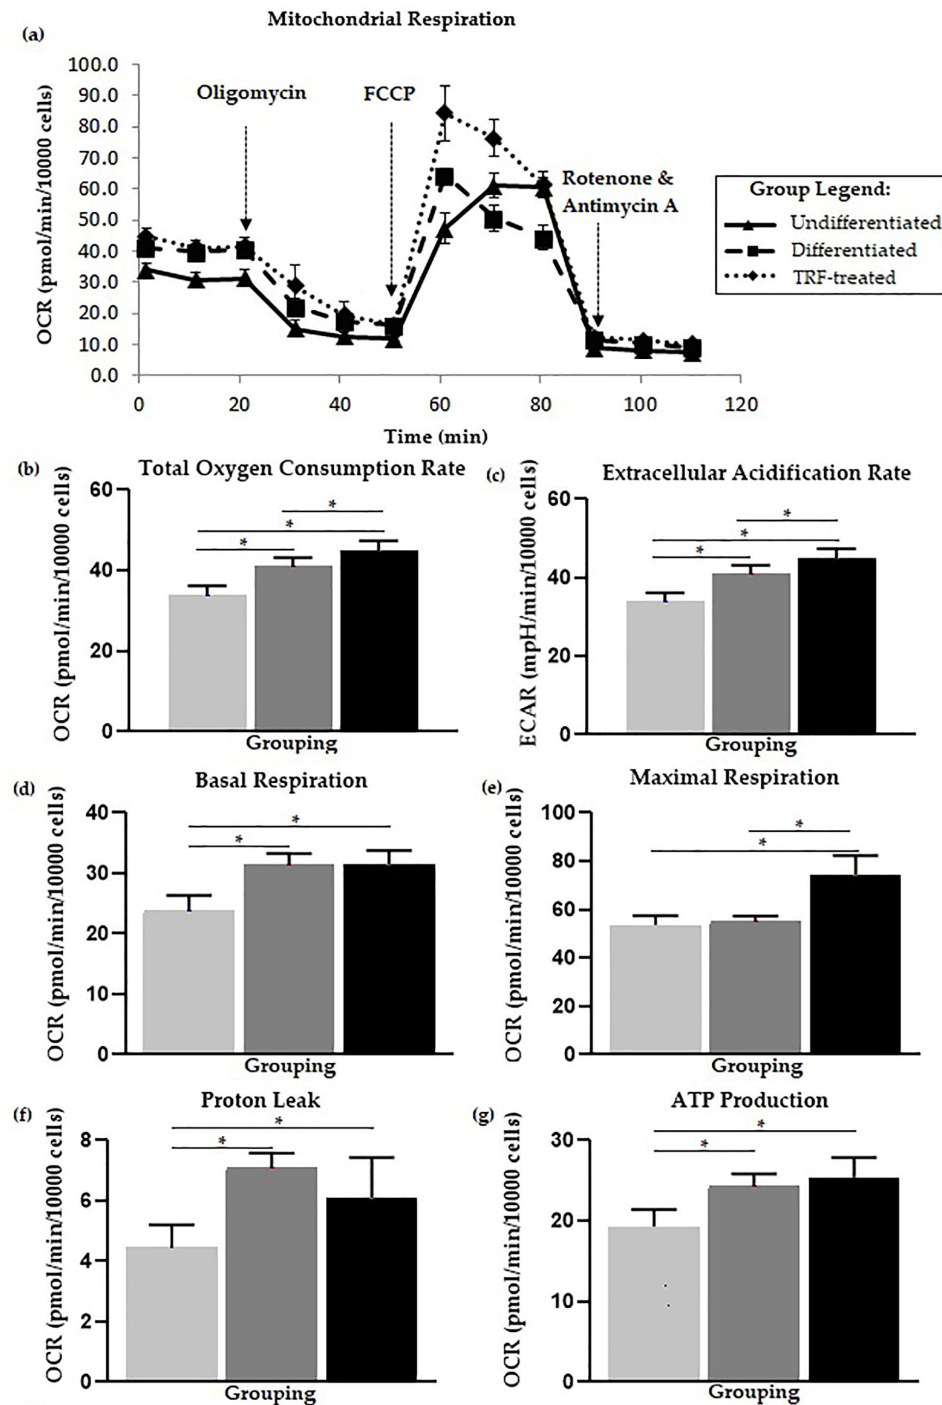 Mitochondrial Respiration
(a)
OCR (pmol/min/10000 cells)
100.0
90.0
80.0
70.0
60.0
50.0
40.0
30.0
20.0
10.0
0.0
Oligomycin
FCCP
Rotenone &
Antimycin A
Group Legend:
Undifferentiated
Differentiated
TRF-treated
0 20 40 60 80 100 120
Time (min)
(b)
Total Oxygen Consumption Rate
OCR (pmol/min/10000 cells)
60
40
20
0
*
*
*
Grouping
(c)
Extracellular Acidification Rate
ECAR (mpH/min/10000 cells)
60
40
20
0
*
*
*
Grouping
(d)
Basal Respiration
OCR (pmol/min/10000 cells)
40
30
20
10
0
*
*
Grouping
(e)
Maximal Respiration
OCR (pmol/min/10000 cells)
100
80
60
40
20
0
*
*
Grouping
(f)
Proton Leak
OCR (pmol/min/10000 cells)
8
6
4
2
0
*
*
Grouping
(g)
ATP Production
OCR (pmol/min/10000 cells)
30
20
10
0
*
*
Grouping